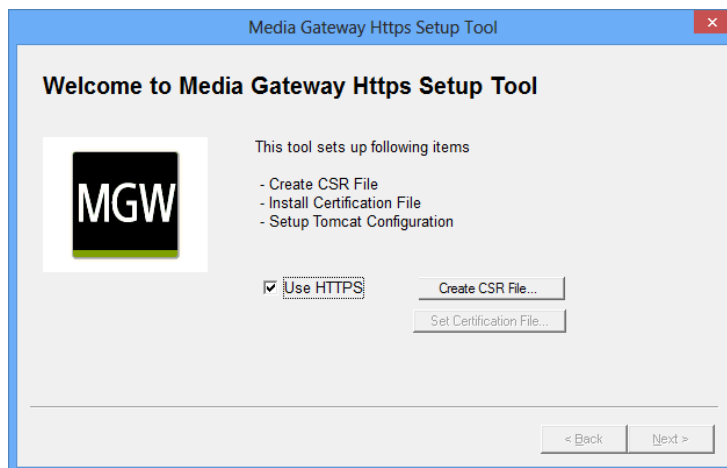 Media Gateway Https Setup Tool
×
Welcome to Media Gateway Https Setup Tool
MGW
This tool sets up following items
- Create CSR File
- Install Certification File
- Setup Tomcat Configuration
Use HTTPS
Create CSR File...
Set Certification File...
< Back
Next >